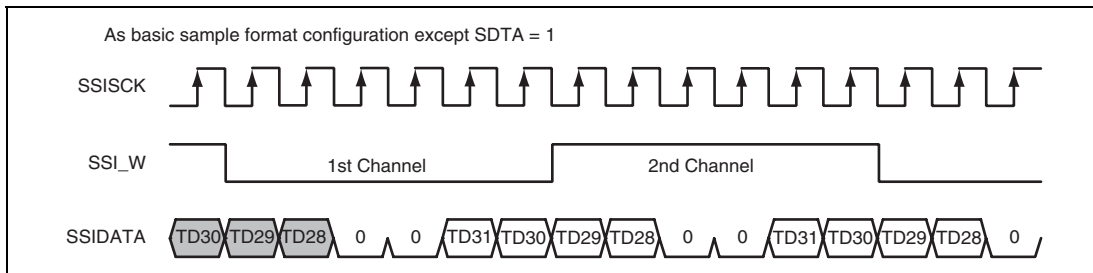 As basic sample format configuration except SDTA = 1
SSISCK
SSI_W 1st Channel 2nd Channel
SSIDATA TD30 TD29 TD28 0 0 TD31 TD30 TD29 TD28 0 0 TD31 TD30 TD29 TD28 0